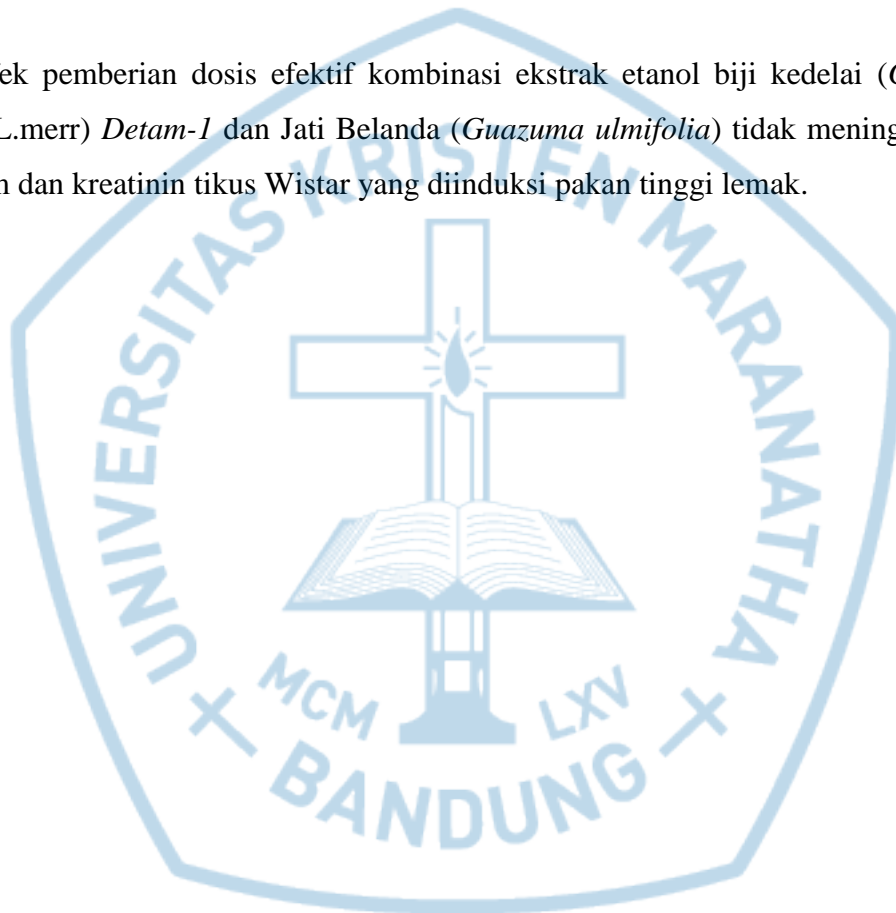 ek pemberian dosis efektif kombinasi ekstrak etanol biji kedelai (
L.merr) Detam-1 dan Jati Belanda (Guazuma ulmifolia) tidak mening
dan kreatinin tikus Wistar yang diinduksi pakan tinggi lemak.
UNIVERSITAS KRISTEN MARANATHA
MCM LXV
BANDUNG